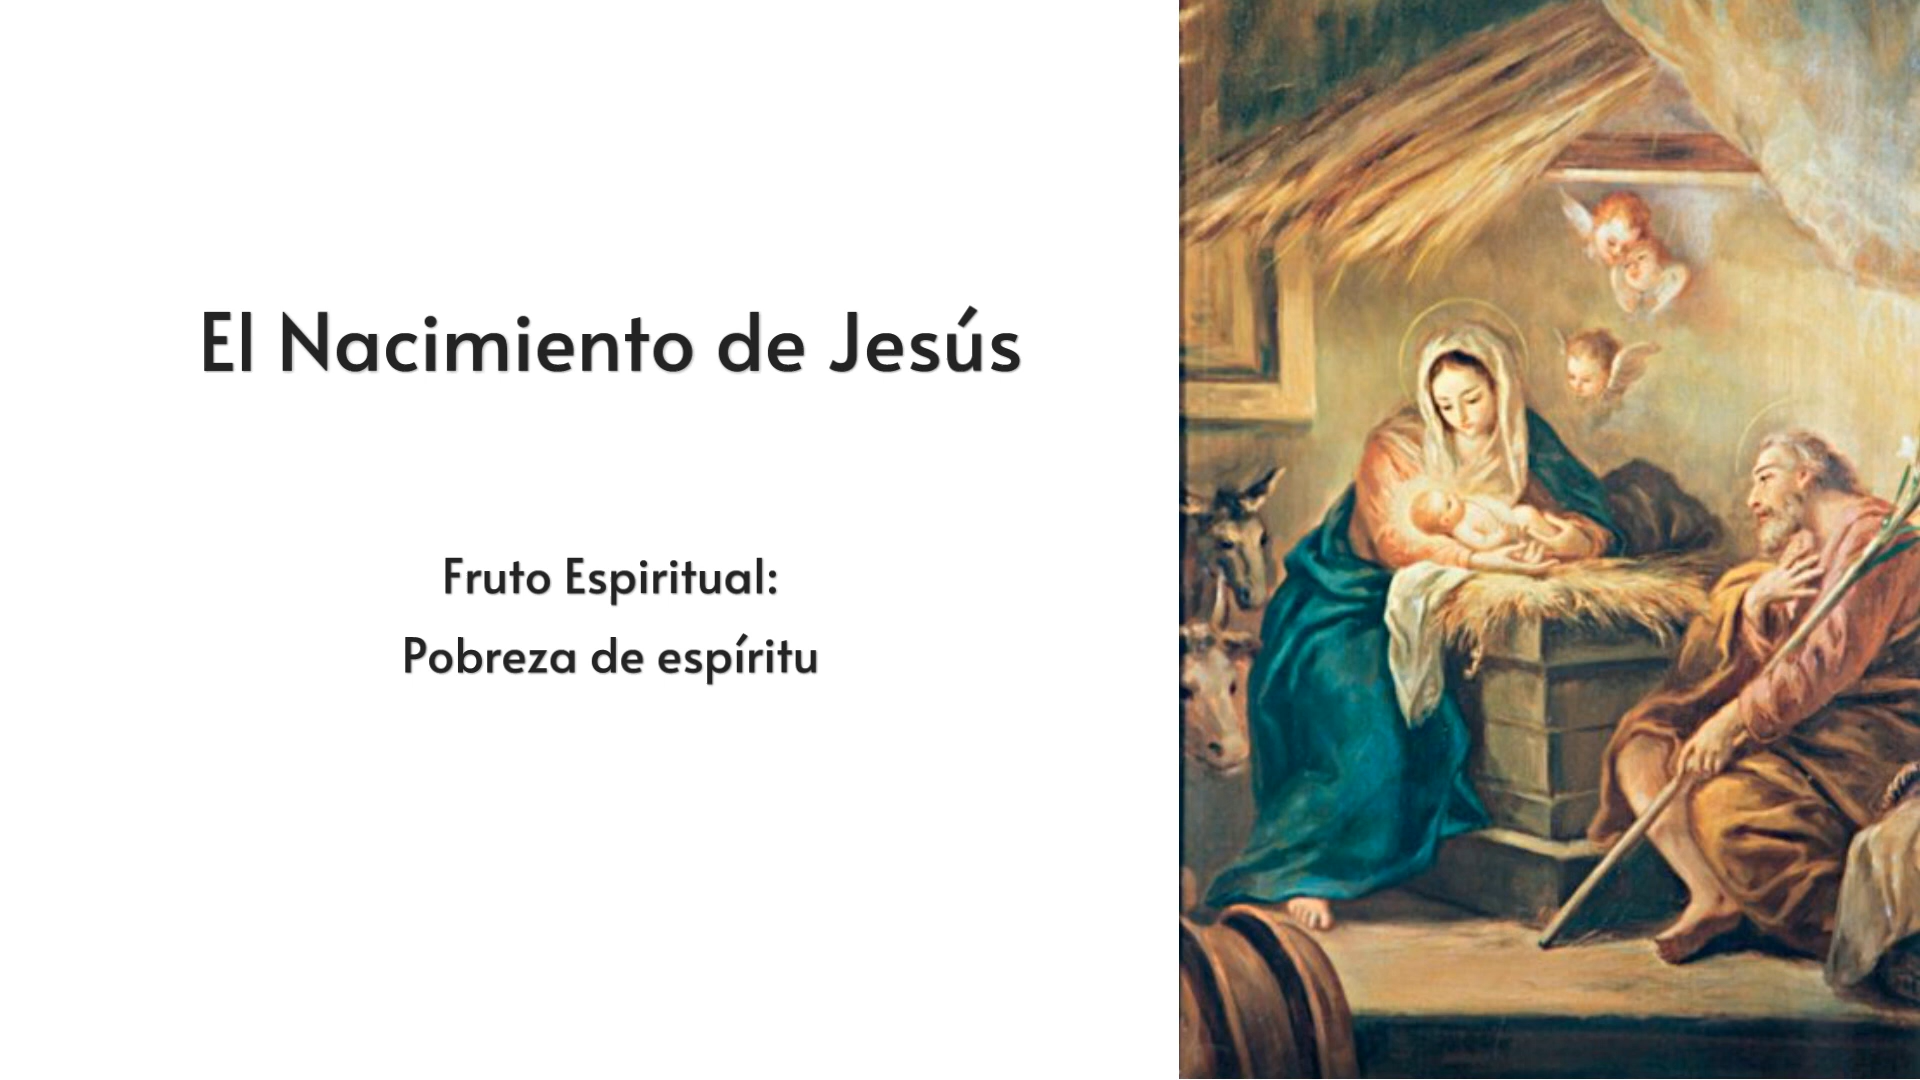 El Nacimiento de Jesús
Fruto Espiritual:
Pobreza de espíritu